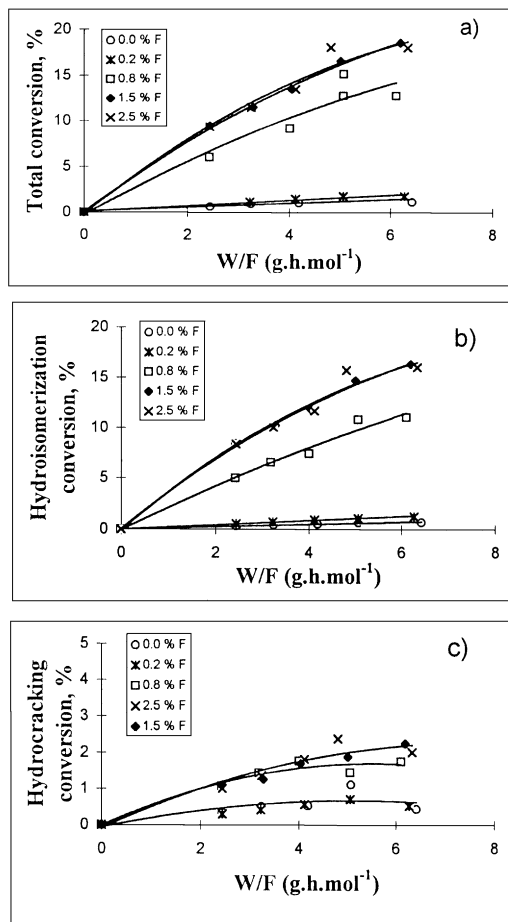 a)
Total conversion, %
20
15
10
5
0
0.0 % F
0.2 % F
0.8 % F
1.5 % F
2.5 % F
0 2 4 6 8
W/F (g.h.mol⁻¹)
b)
Hydroisomerization
conversion, %
20
15
10
5
0
0.0 % F
0.2 % F
0.8 % F
1.5 % F
2.5 % F
0 2 4 6 8
W/F (g.h.mol⁻¹)
c)
Hydrocracking
conversion, %
5
4
3
2
1
0
0.0 % F
0.2 % F
0.8 % F
2.5 % F
1.5 % F
0 2 4 6 8
W/F (g.h.mol⁻¹)